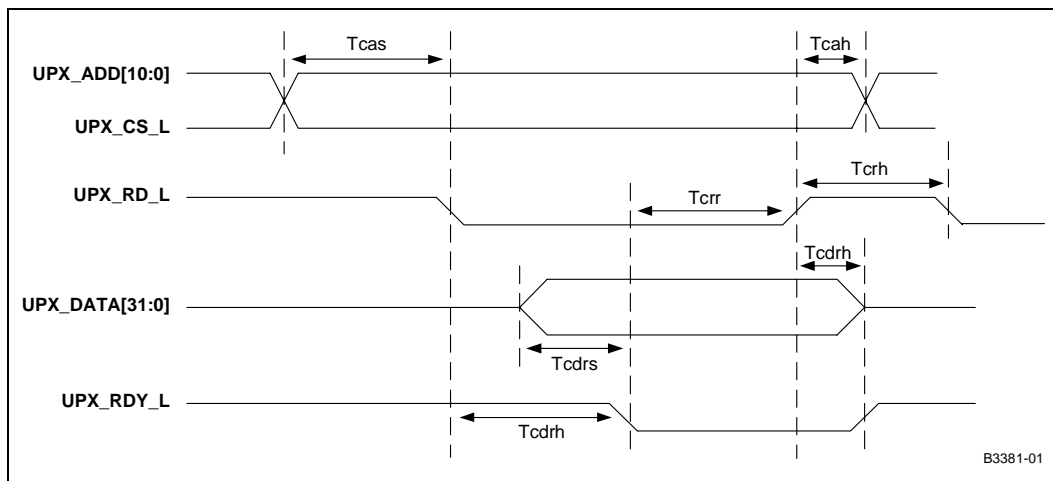 Tcas
Tcah
UPX_ADD[10:0]
UPX_CS_L
Tcrh
UPX_RD_L
Tcrr
Tcdrh
UPX_DATA[31:0]
Tcdrs
UPX_RDY_L
Tcdrh
B3381-01